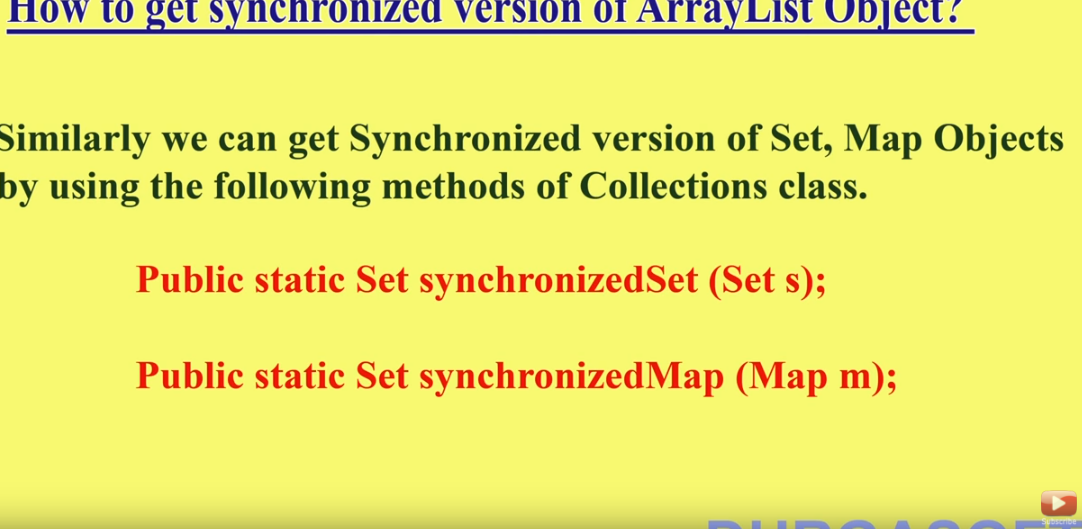 How to get synchronized version of ArrayList Object?
Similarly we can get Synchronized version of Set, Map Objects
by using the following methods of Collections class.
Public static Set synchronizedSet (Set s);
Public static Set synchronizedMap (Map m);
SUBSCRIBE